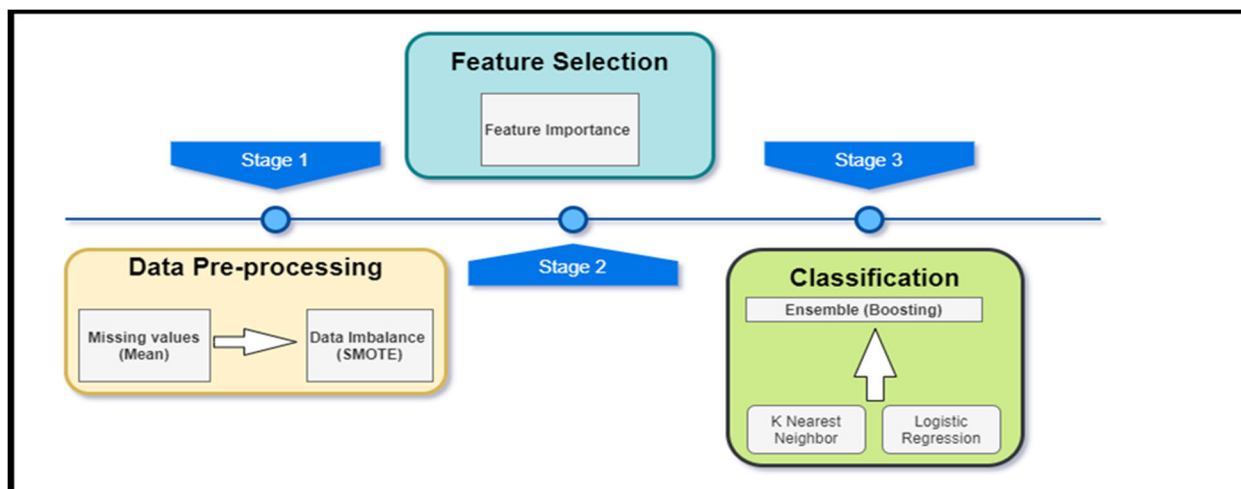 Feature Selection
Feature Importance
Stage 1
Stage 3
Stage 2
Data Pre-processing
Missing values
(Mean)
Data Imbalance
(SMOTE)
Classification
Ensemble (Boosting)
K Nearest
Neighbor
Logistic
Regression